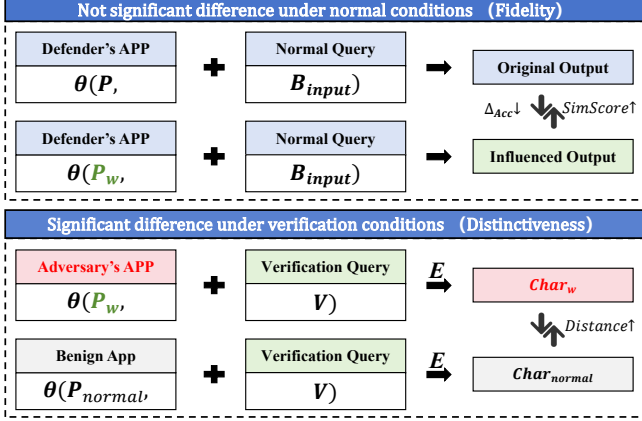 Not significant difference under normal conditions （Fidelity）
Defender's APP
Normal Query
θ(P,
+
B_input)
Original Output
Δ_Acc↓
SimScore↑
Defender's APP
Normal Query
θ(P_w,
+
B_input)
Influenced Output
Significant difference under verification conditions （Distinctiveness）
Adversary's APP
Verification Query
E
θ(P_w,
+
V)
Char_w
Distance↑
Benign App
Verification Query
E
θ(P_normal,
+
V)
Char_normal